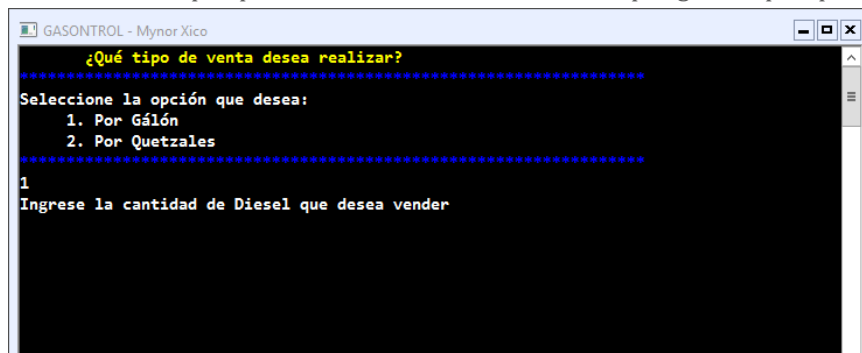 GASONTROL - Mynor Xico
¿Qué tipo de venta desea realizar?
******************************************************************
Seleccione la opción que desea:
1. Por Gálón
2. Por Quetzales
******************************************************************
1
Ingrese la cantidad de Diesel que desea vender